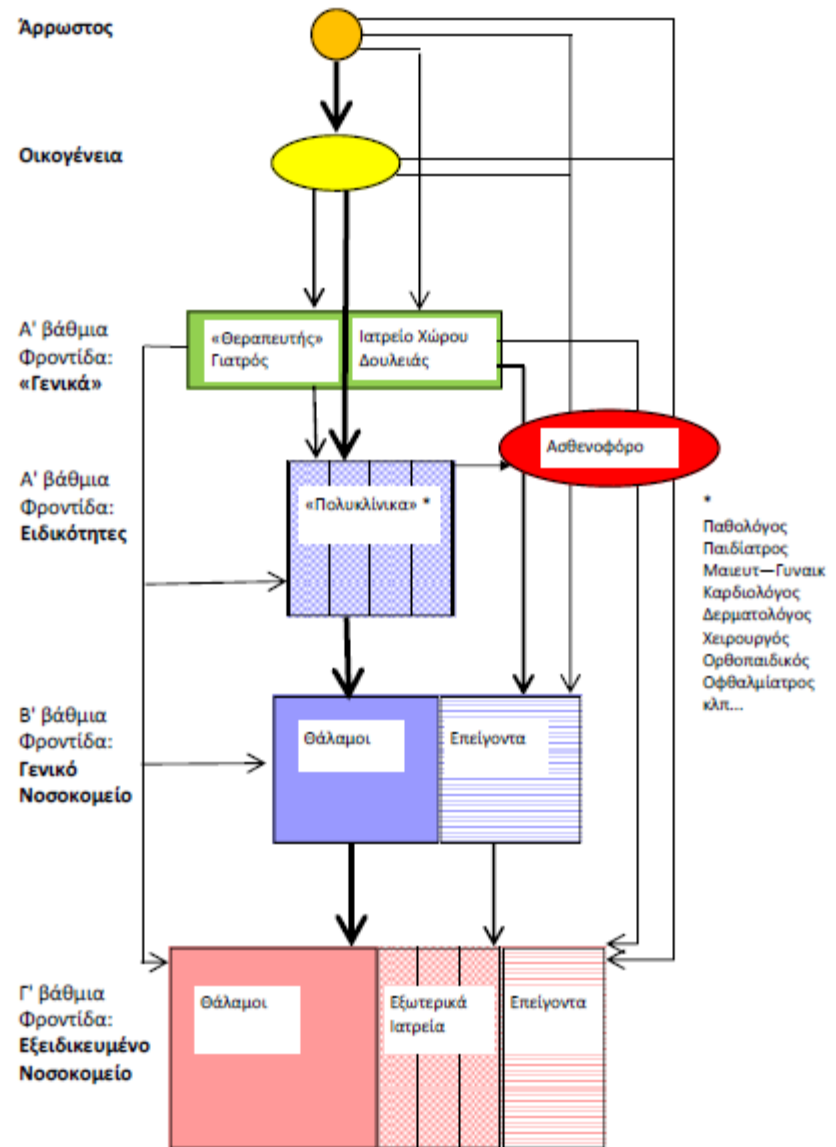 Άρρωστος
Οικογένεια
Α' βάθμια
Φροντίδα:
«Γενικά»
«Θεραπευτής»
Γιατρός
Ιατρείο Χώρου
Δουλειάς
Ασθενοφόρο
Α' βάθμια
Φροντίδα:
Ειδικότητες
«Πολυκλίνικα» *
*
Παθολόγος
Παιδίατρος
Μαιευτ—Γυναικ
Καρδιολόγος
Δερματολόγος
Χειρουργός
Ορθοπαιδικός
Οφθαλμίατρος
κλπ...
Β' βάθμια
Φροντίδα:
Γενικό
Νοσοκομείο
Θάλαμοι
Επείγοντα
Γ' βάθμια
Φροντίδα:
Εξειδικευμένο
Νοσοκομείο
Θάλαμοι
Εξωτερικά
Ιατρεία
Επείγοντα